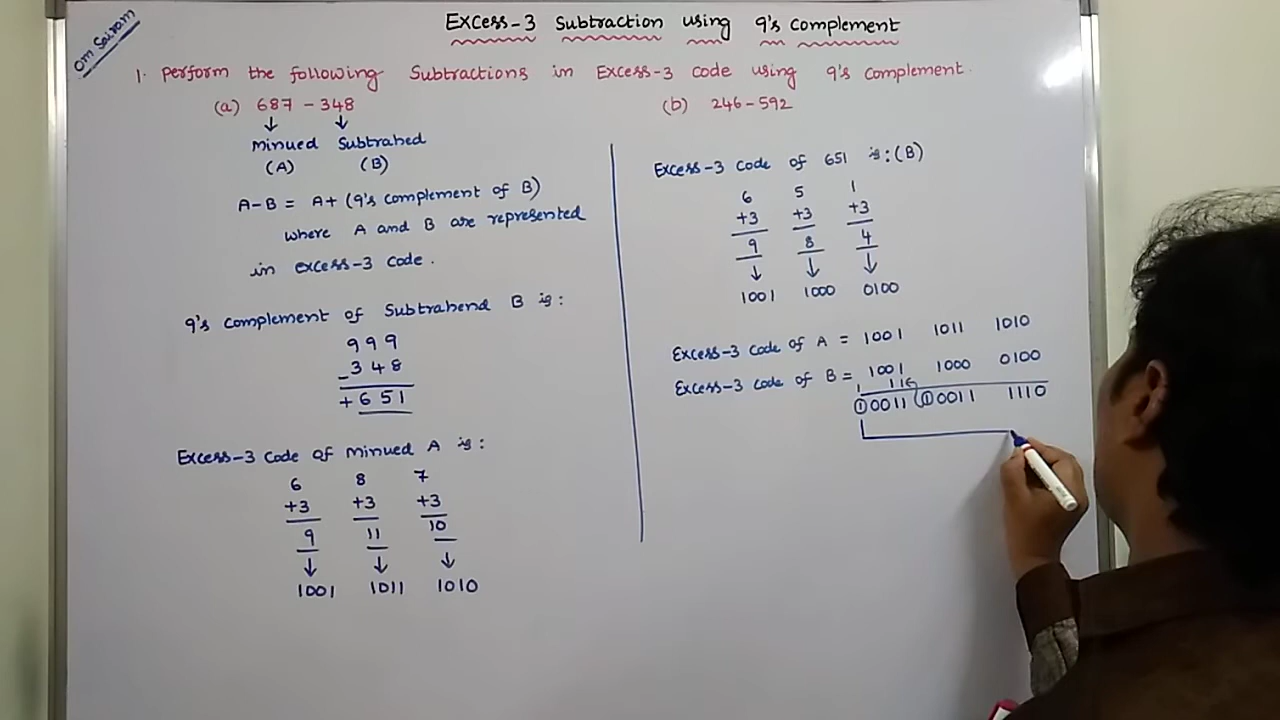 Om Sairam
Excess-3 Subtraction using 9's complement
1. Perform the following Subtractions in Excess-3 code using 9's complement.
(a) 687 - 348
(b) 246-592
↓ ↓
Minued Subtrahed
(A) (B)
A-B = A+ (9's complement of B)
where A and B are represented
in excess-3 code.
9's complement of Subtrahend B is:
999
-348
+651
Excess-3 code of minued A is:
6 8 7
+3 +3 +3
9 11 10
↓ ↓ ↓
1001 1011 1010
Excess-3 code of 651 is:(B)
6 5 1
+3 +3 +3
9 8 4
↓ ↓ ↓
1001 1000 0100
Excess-3 code of A = 1001 1011 1010
Excess-3 code of B = 1001 1000 0100
1 11
①0011 ①0011 1110